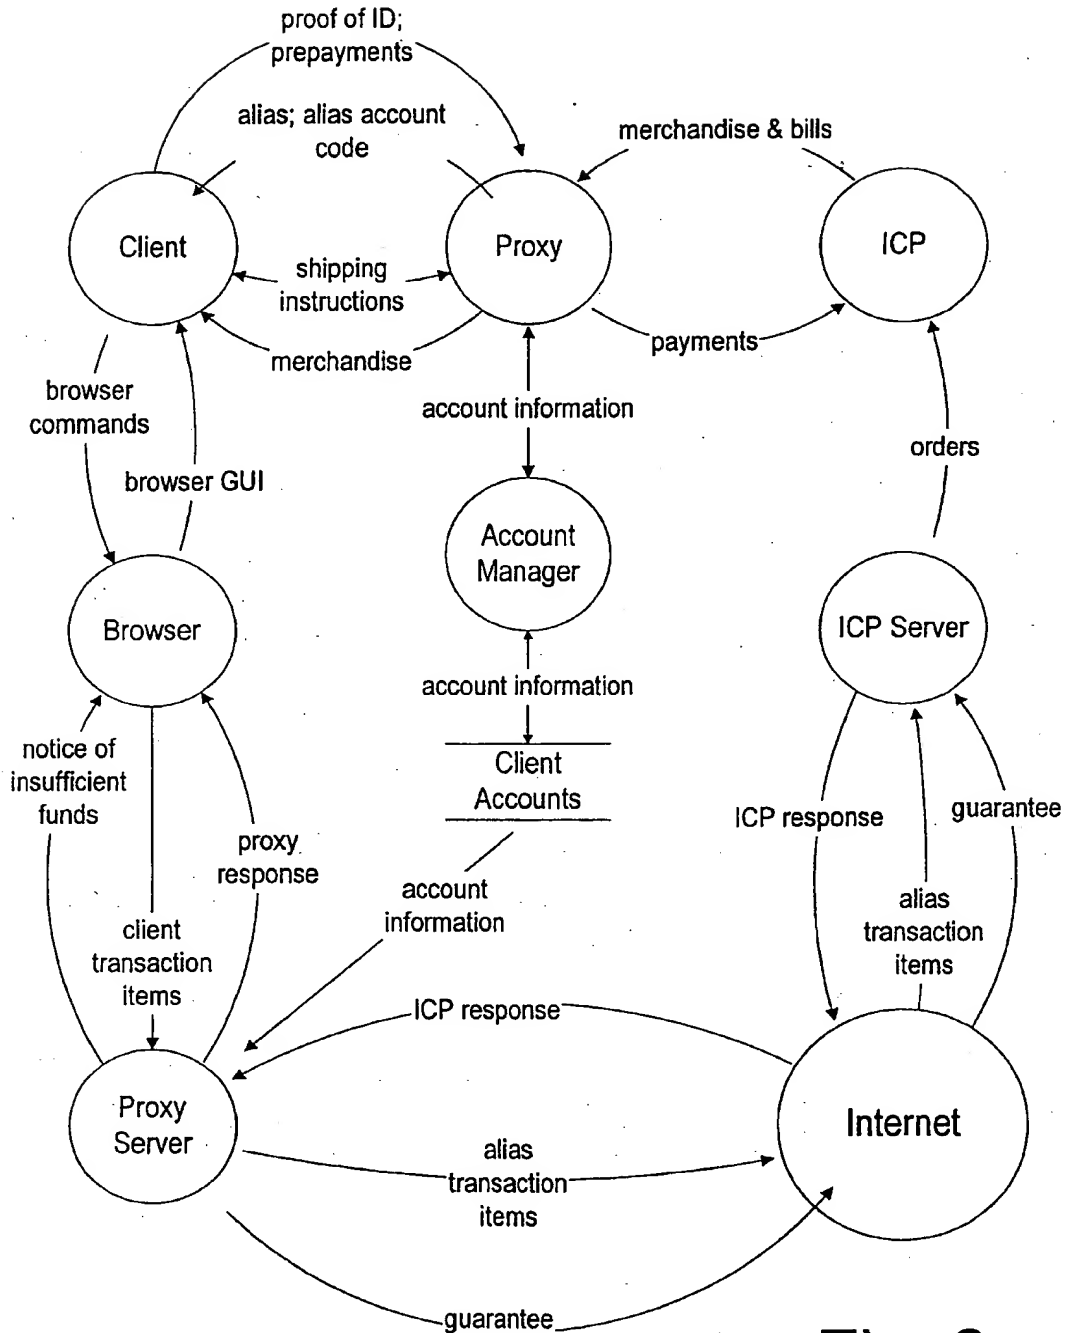 proof of ID;
prepayments
alias; alias account
code
merchandise & bills
Client
Proxy
ICP
shipping
instructions
merchandise
payments
browser
commands
account information
orders
browser GUI
Account
Manager
Browser
ICP Server
account information
notice of
insufficient
funds
Client
Accounts
ICP response
guarantee
proxy
response
account
information
alias
transaction
items
client
transaction
items
ICP response
Proxy
Server
Internet
alias
transaction
items
guarantee